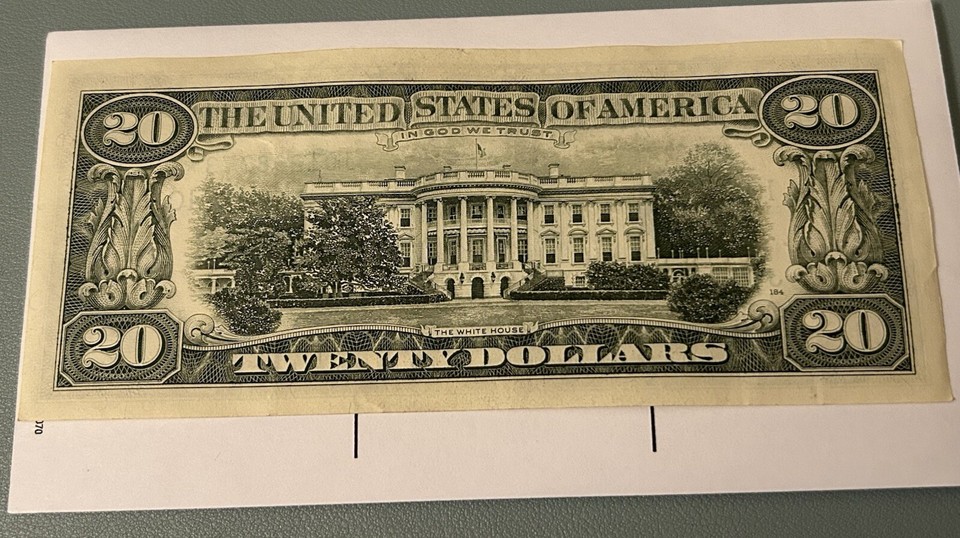 20 THE UNITED STATES OF AMERICA 20
IN GOD WE TRUST
184
THE WHITE HOUSE
20 TWENTY DOLLARS 20